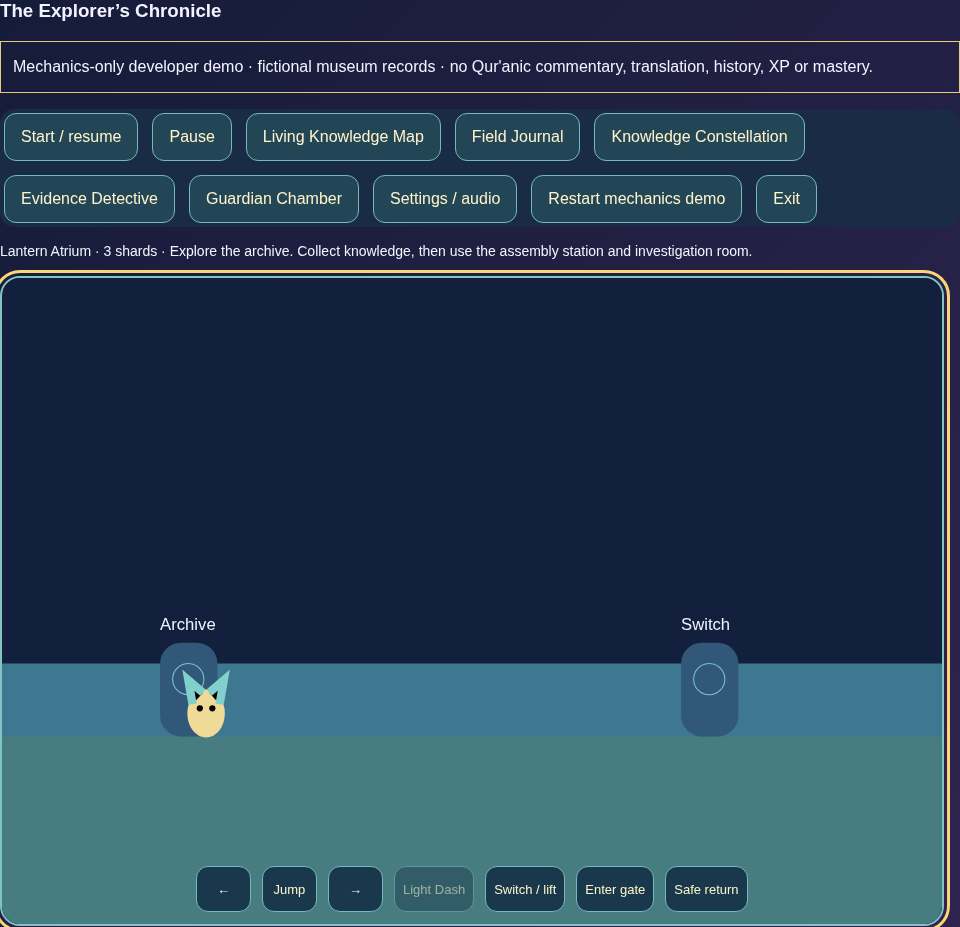 The Explorer’s Chronicle
Mechanics-only developer demo · fictional museum records · no Qur'anic commentary, translation, history, XP or mastery.
Start / resume Pause Living Knowledge Map Field Journal Knowledge Constellation
Evidence Detective Guardian Chamber Settings / audio Restart mechanics demo Exit
Lantern Atrium · 3 shards · Explore the archive. Collect knowledge, then use the assembly station and investigation room.
Archive Switch
← Jump → Light Dash Switch / lift Enter gate Safe return